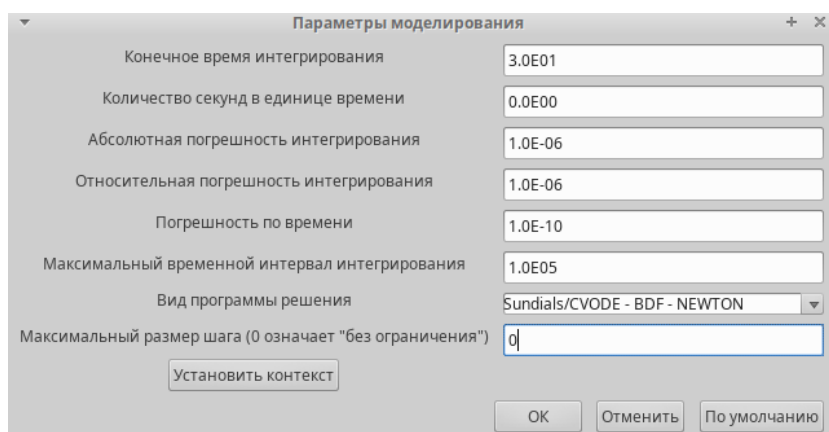 Параметры моделирования
Конечное время интегрирования 3.0E01
Количество секунд в единице времени 0.0E00
Абсолютная погрешность интегрирования 1.0E-06
Относительная погрешность интегрирования 1.0E-06
Погрешность по времени 1.0E-10
Максимальный временной интервал интегрирования 1.0E05
Вид программы решения Sundials/CVODE - BDF - NEWTON
Максимальный размер шага (0 означает "без ограничения") 0
Установить контекст
ОК Отменить По умолчанию